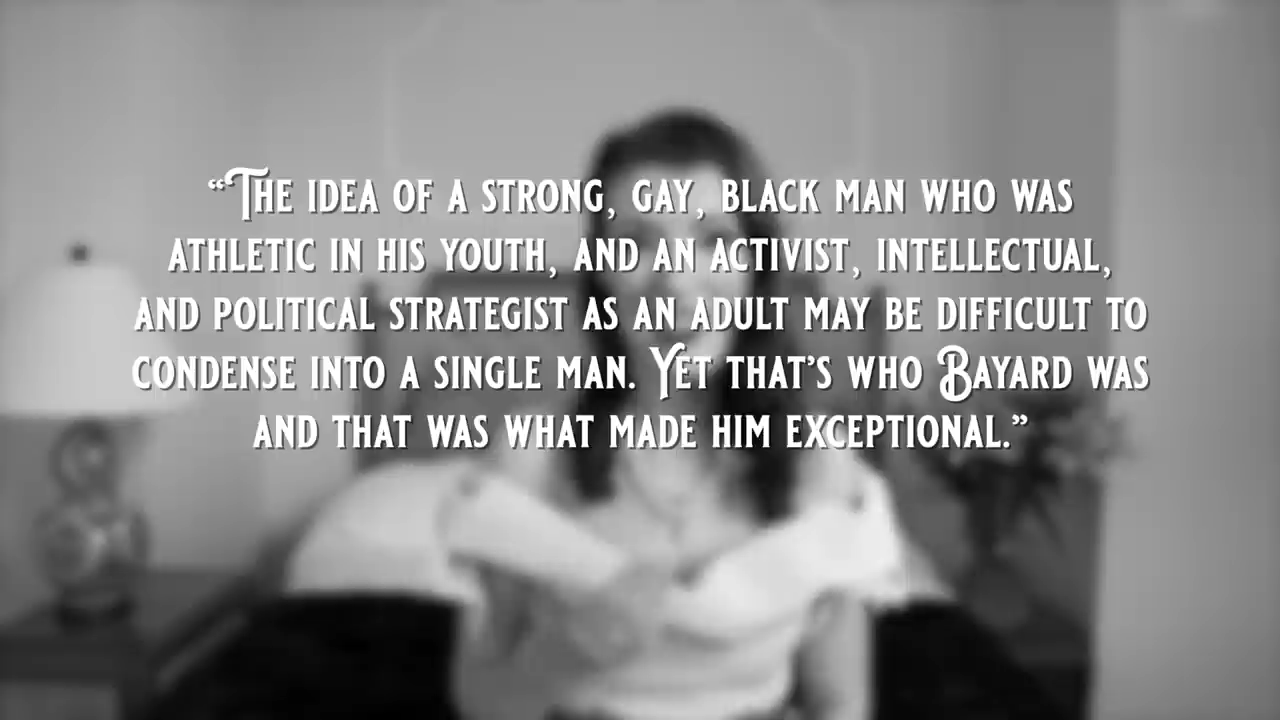 “The idea of a strong, gay, black man who was
athletic in his youth, and an activist, intellectual,
and political strategist as an adult may be difficult to
condense into a single man. Yet that’s who Bayard was
and that was what made him exceptional.”